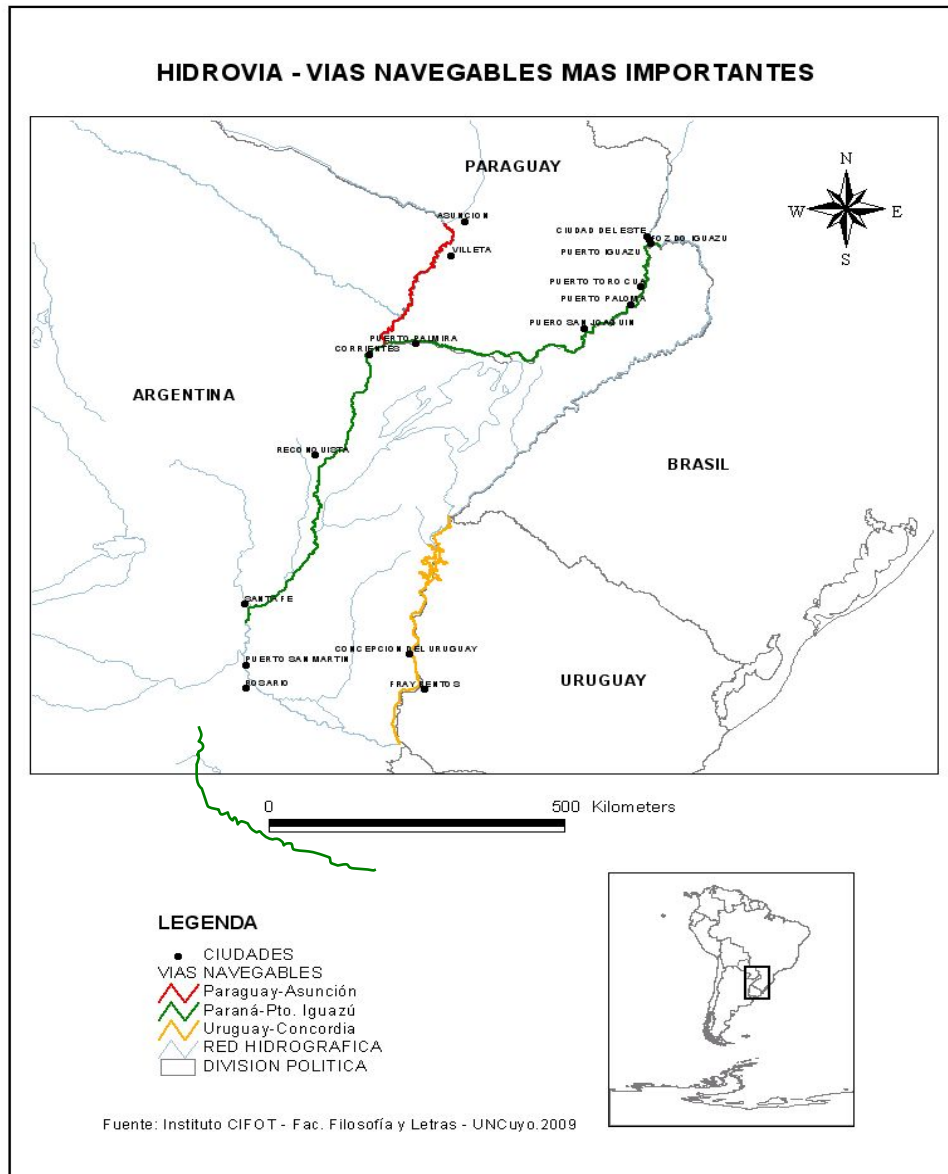 HIDROVIA - VIAS NAVEGABLES MAS IMPORTANTES
PARAGUAY
N
W
E
S
ASUNCION
VILLETA
CIUDAD DEL ESTE
FOZ DO IGUAZU
PUERTO IGUAZU
PUERTO TORO CUA
PUERTO PALOMA
PUERO SAN JOAQUIN
PUERTO PALMIRA
CORRIENTES
ARGENTINA
RECONQUISTA
BRASIL
SANTA FE
CONCEPCION DEL URUGUAY
PUERTO SAN MARTIN
ROSARIO
FRAY BENTOS
URUGUAY
0 500 Kilometers
LEGENDA
CIUDADES
VIAS NAVEGABLES
Paraguay-Asunción
Paraná-Pto. Iguazú
Uruguay-Concordia
RED HIDROGRAFICA
DIVISION POLITICA
Fuente: Instituto CIFOT - Fac. Filosofía y Letras - UNCuyo.2009